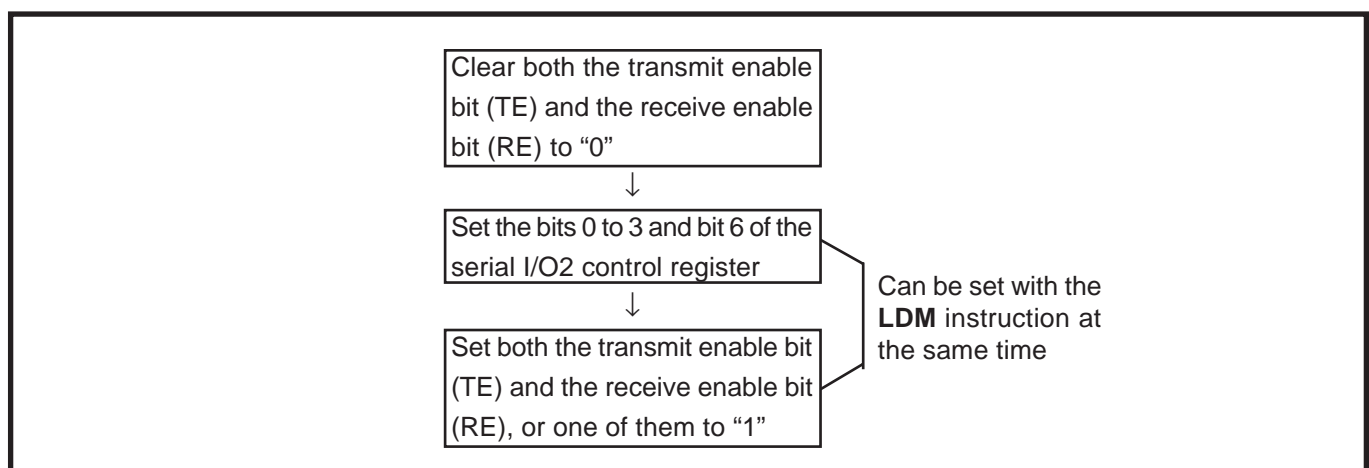 Clear both the transmit enable
bit (TE) and the receive enable
bit (RE) to “0”
↓
Set the bits 0 to 3 and bit 6 of the
serial I/O2 control register
↓
Set both the transmit enable bit
(TE) and the receive enable bit
(RE), or one of them to “1”
Can be set with the
LDM instruction at
the same time